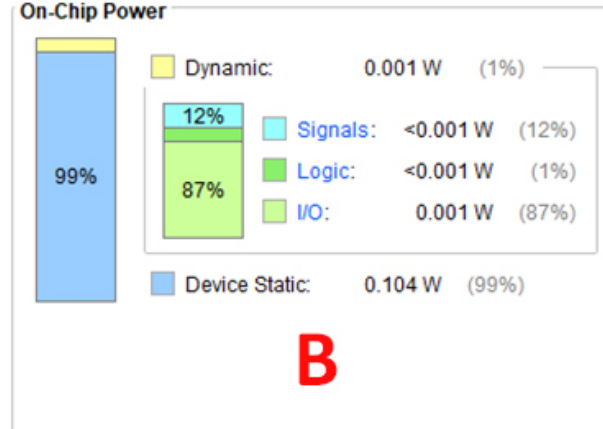 On-Chip Power
Dynamic: 0.001 W (1%)
12%
Signals: <0.001 W (12%)
99%
Logic: <0.001 W (1%)
87%
I/O: 0.001 W (87%)
Device Static: 0.104 W (99%)
B